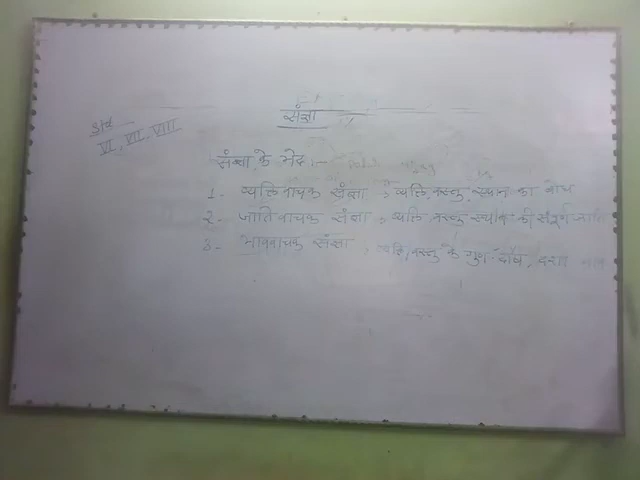 संज्ञा
Std
VI, VII, VIII
संज्ञा के भेद :-
1- व्यक्ति वाचक संज्ञा : व्यक्ति, वस्तु, स्थान का बोध
2- जाति वाचक संज्ञा : व्यक्ति वस्तु स्थान की संपूर्ण जाति
3- भाववाचक संज्ञा : व्यक्ति, वस्तु के गुण-दोष, दशा